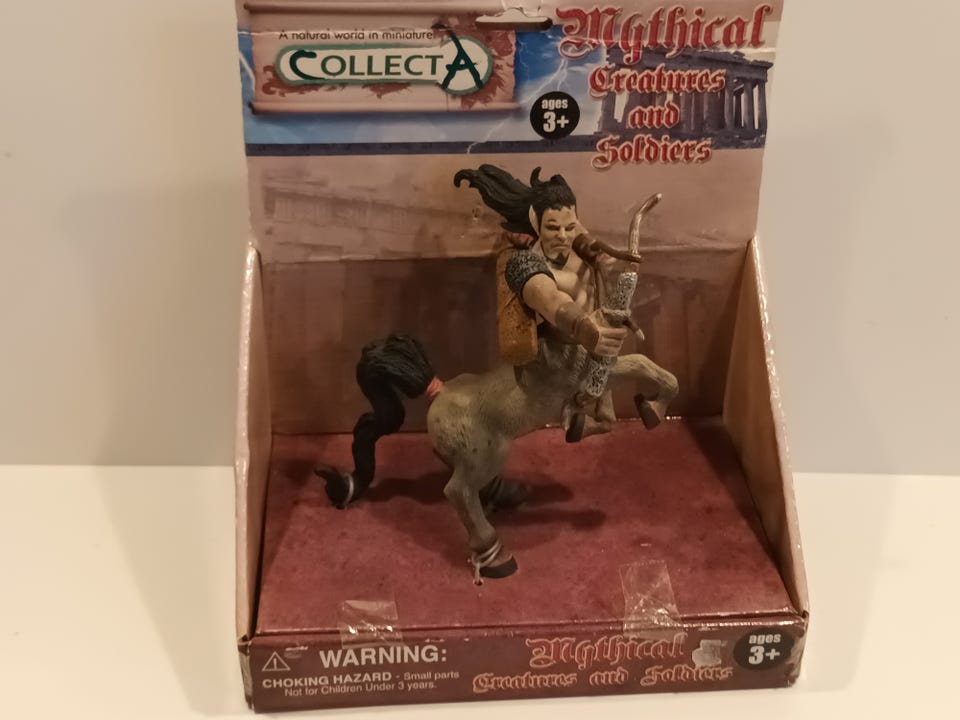 A natural world in miniature
COLLECTA
Mythical
Creatures
and
Soldiers
ages
3+
WARNING:
CHOKING HAZARD - Small parts
Not for Children Under 3 years.
Mythical
Creatures and Soldiers
ages
3+